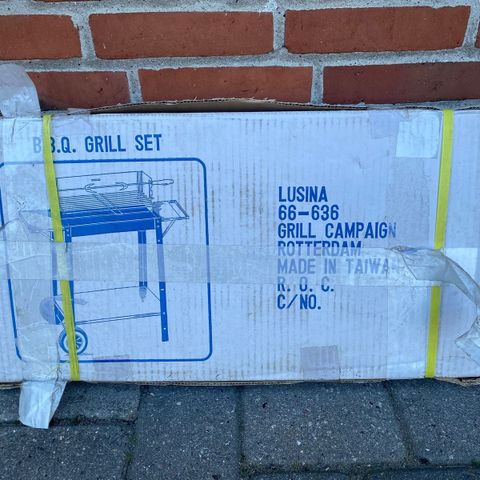 B.B.Q. GRILL SET
LUSINA
66-636
GRILL CAMPAIGN
ROTTERDAM
MADE IN TAIWAN
R. O. C.
C/NO.